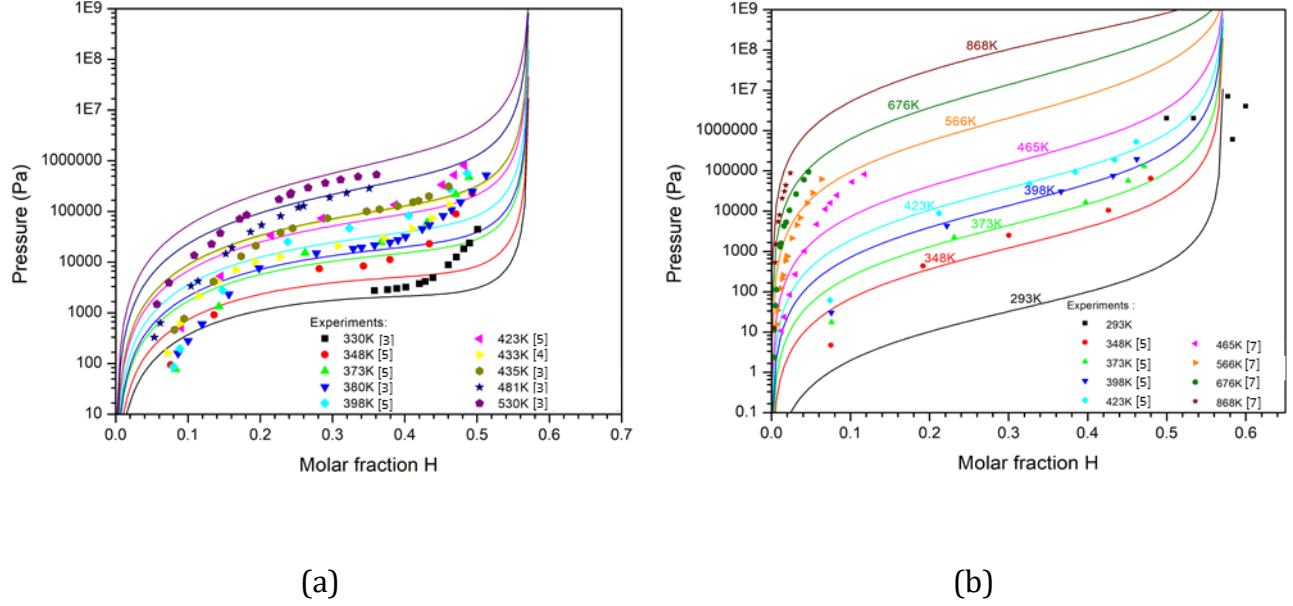 1E9
1E8
1E7
1000000
100000
10000
1000
100
10
Pressure (Pa)
0.0 0.1 0.2 0.3 0.4 0.5 0.6 0.7
Molar fraction H
Experiments:
330K [3]
348K [5]
373K [5]
380K [3]
398K [5]
423K [5]
433K [4]
435K [3]
481K [3]
530K [3]
(a)
1E9
1E8
1E7
1000000
100000
10000
1000
100
10
1
0.1
Pressure (Pa)
0.0 0.1 0.2 0.3 0.4 0.5 0.6
Molar fraction H
868K
676K
566K
465K
423K
398K
373K
348K
293K
Experiments :
293K
348K [5]
373K [5]
398K [5]
423K [5]
465K [7]
566K [7]
676K [7]
868K [7]
(b)